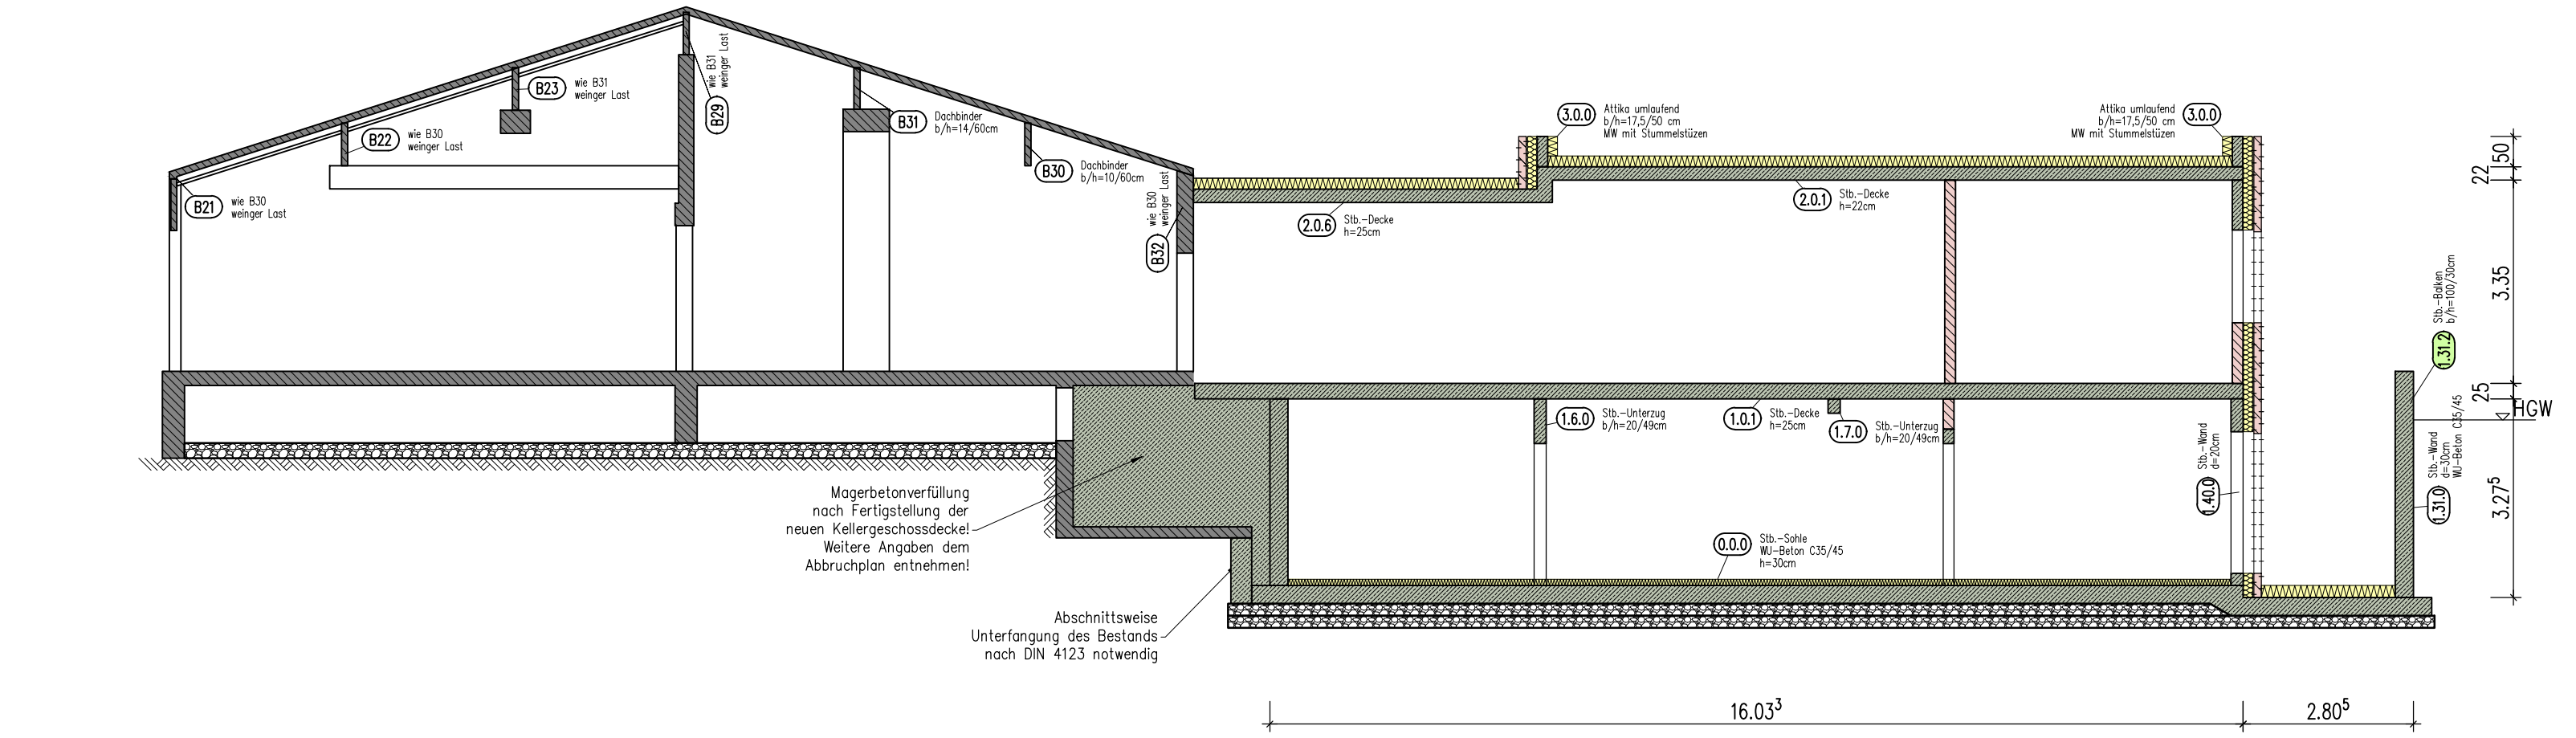 B23
wie B31
weinger Last
B22
wie B30
weinger Last
B21
wie B30
weinger Last
B29
wie B31
weinger Last
B31
Dachbinder
b/h=14/60cm
B30
Dachbinder
b/h=10/60cm
B32
wie B30
weinger Last
3.0.0
Attika umlaufend
b/h=17,5/50 cm
MW mit Stummelstüzen
Attika umlaufend
b/h=17,5/50 cm
MW mit Stummelstüzen
3.0.0
2.0.6
Stb.-Decke
h=25cm
2.0.1
Stb.-Decke
h=22cm
1.6.0
Stb.-Unterzug
b/h=20/49cm
1.0.1
Stb.-Decke
h=25cm
1.7.0
Stb.-Unterzug
b/h=20/49cm
1.40.0
Stb.-Wand
d=20cm
0.0.0
Stb.-Sohle
WU-Beton C35/45
h=30cm
1.31.2
Stb.-Balken
b/h=100/30cm
1.31.0
Stb.-Wand
d=30cm
WU-Beton C35/45
HGW
50
22
3.35
25
3.27⁵
Magerbetonverfüllung
nach Fertigstellung der
neuen Kellergeschossdecke!
Weitere Angaben dem
Abbruchplan entnehmen!
Abschnittsweise
Unterfangung des Bestands
nach DIN 4123 notwendig
16.03³
2.80⁵